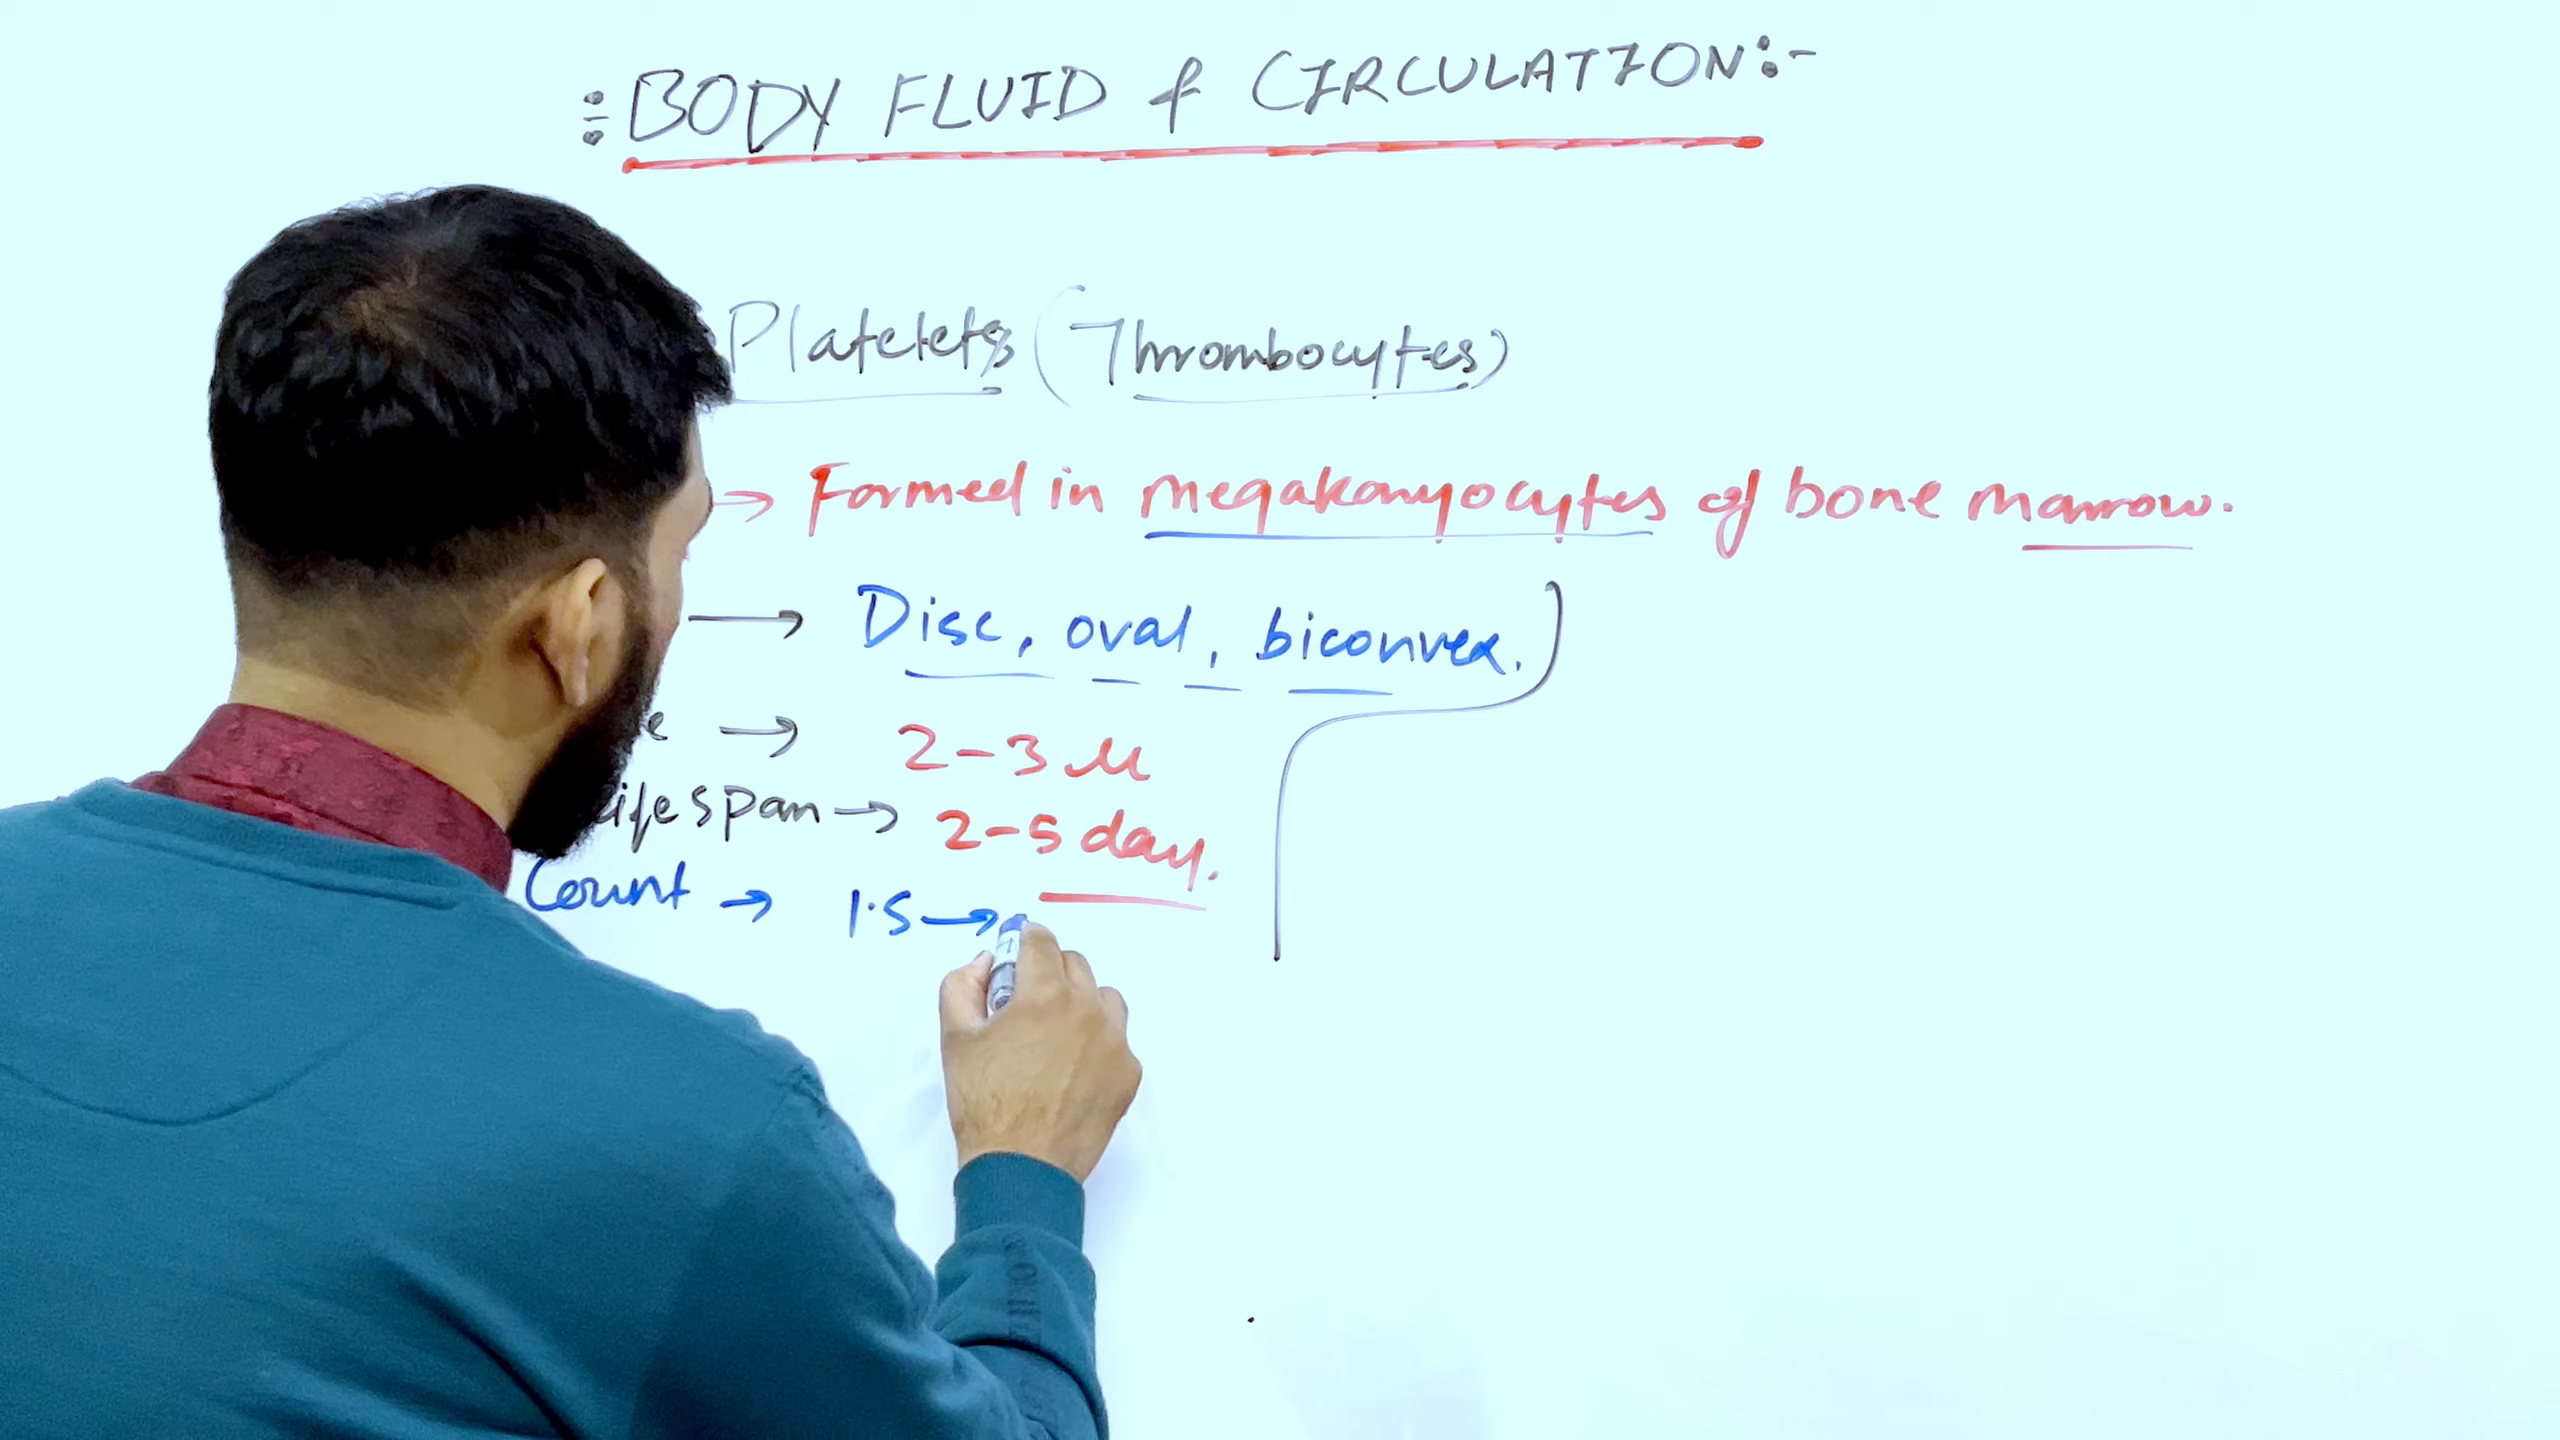 :BODY FLUID & CIRCULATION:-
Platelets (Thrombocytes)
→ Formed in megakaryocytes of bone marrow.
→ Disc, oval, biconvex.)
→ 2-3 µ
Lifespan → 2-5 day.
Count → 1.5 →